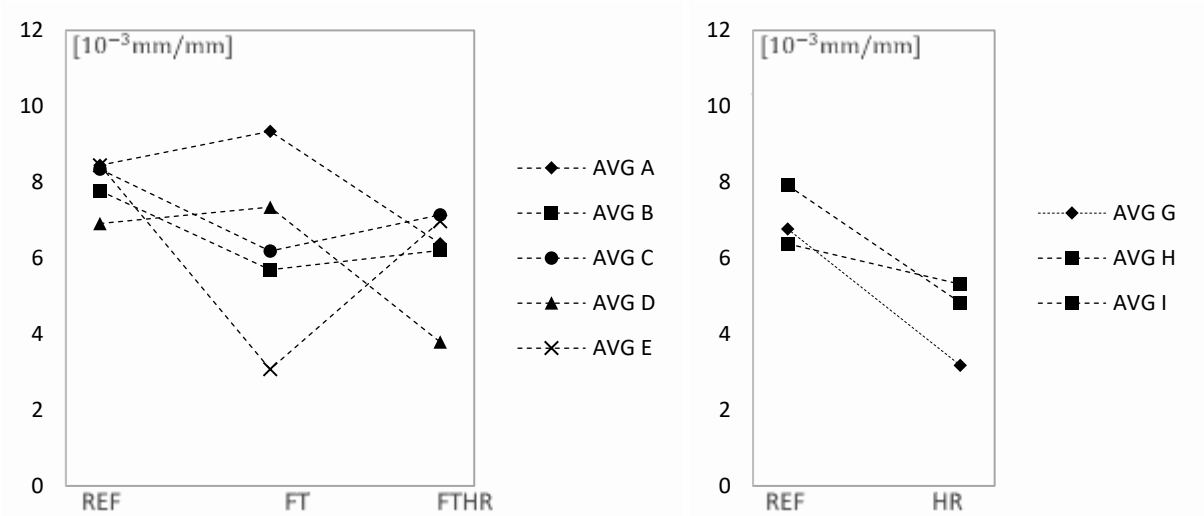 12
[10⁻³mm/mm]
10
8
6
4
2
0
REF FT FTHR
AVG A
AVG B
AVG C
AVG D
AVG E
12
[10⁻³mm/mm]
10
8
6
4
2
0
REF HR
AVG G
AVG H
AVG I